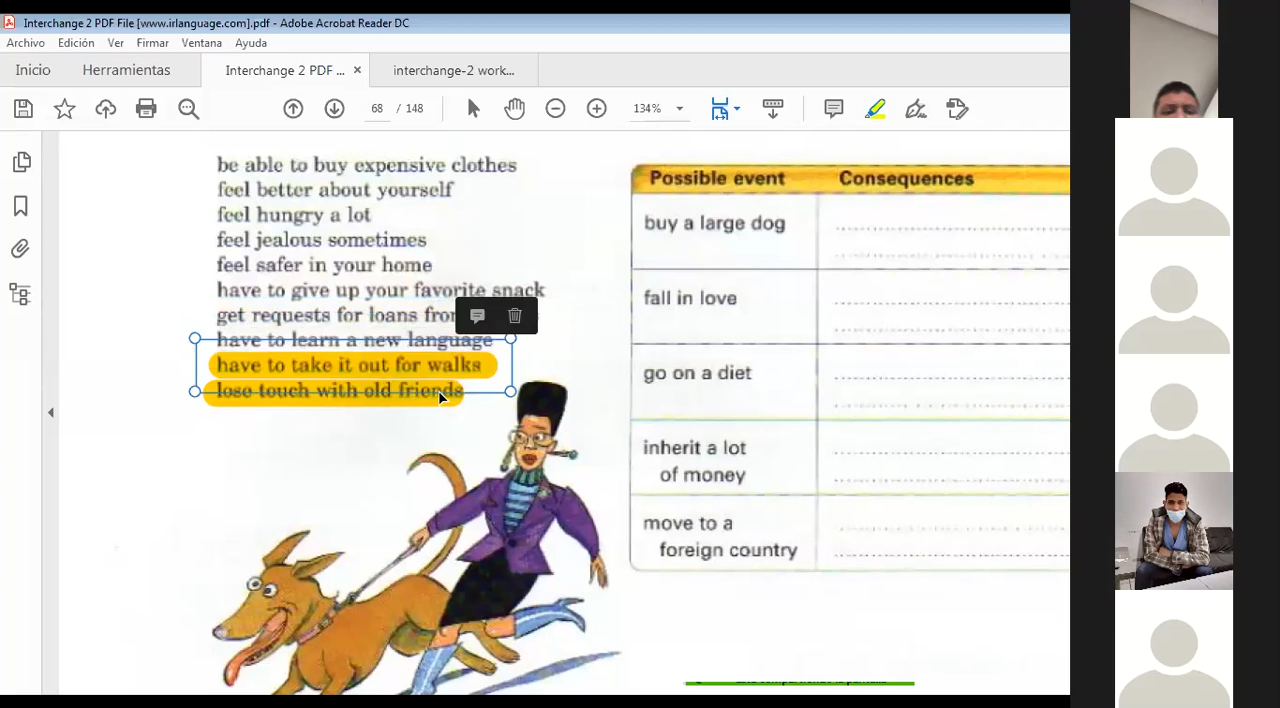 Interchange 2 PDF File [www.irlanguage.com].pdf - Adobe Acrobat Reader DC
Archivo Edición Ver Firmar Ventana Ayuda
Inicio Herramientas Interchange 2 PDF ... × interchange-2 work...
68 / 148 134%
be able to buy expensive clothes
feel better about yourself
feel hungry a lot
feel jealous sometimes
feel safer in your home
have to give up your favorite snack
get requests for loans
have to learn a new language
have to take it out for walks
lose touch with old friends
Possible event Consequences
buy a large dog
fall in love
go on a diet
inherit a lot
of money
move to a
foreign country